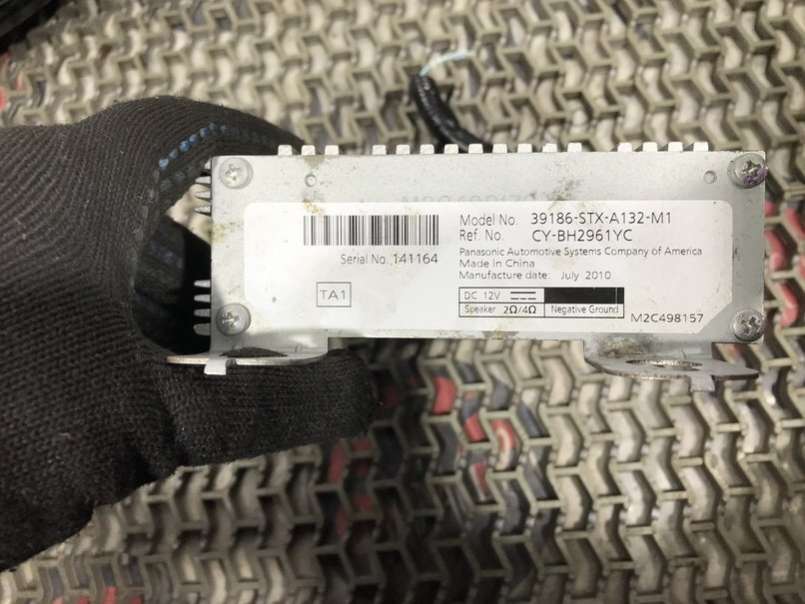 Model No. 39186-STX-A132-M1
Ref. No. CY-BH2961YC
Panasonic Automotive Systems Company of America
Made in China
Manufacture date: July 2010
Serial No. 141164
TA1
DC 12V
Speaker 2Ω/4Ω Negative Ground
M2C498157